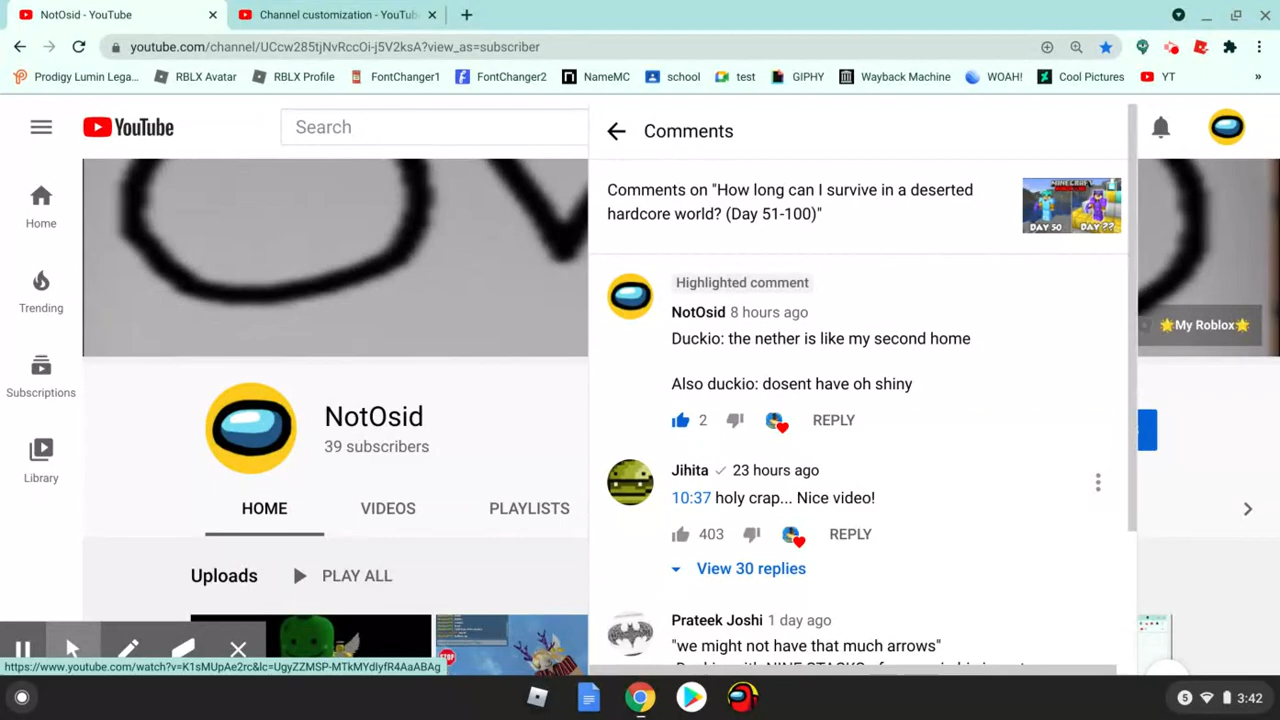 NotOsid - YouTube
Channel customization - YouTub
youtube.com/channel/UCcw285tjNvRccOi-j5V2ksA?view_as=subscriber
Prodigy Lumin Lega...
RBLX Avatar
RBLX Profile
FontChanger1
FontChanger2
NameMC
school
test
GIPHY
Wayback Machine
WOAH!
Cool Pictures
YT
»
YouTube
Search
Home
Trending
Subscriptions
Library
🌟My Roblox🌟
NotOsid
39 subscribers
HOME
VIDEOS
PLAYLISTS
Uploads
PLAY ALL
Comments
Comments on "How long can I survive in a deserted
hardcore world? (Day 51-100)"
MINECRAFT
DAY 50
DAY ??
Highlighted comment
NotOsid 8 hours ago
Duckio: the nether is like my second home
Also duckio: dosent have oh shiny
2
REPLY
Jihita ✓ 23 hours ago
10:37 holy crap... Nice video!
403
REPLY
View 30 replies
Prateek Joshi 1 day ago
"we might not have that much arrows"
STOP
https://www.youtube.com/watch?v=K1sMUpAe2rc&lc=UgyZZMSP-MTkMYdIyfR4AaABAg
5
3:42